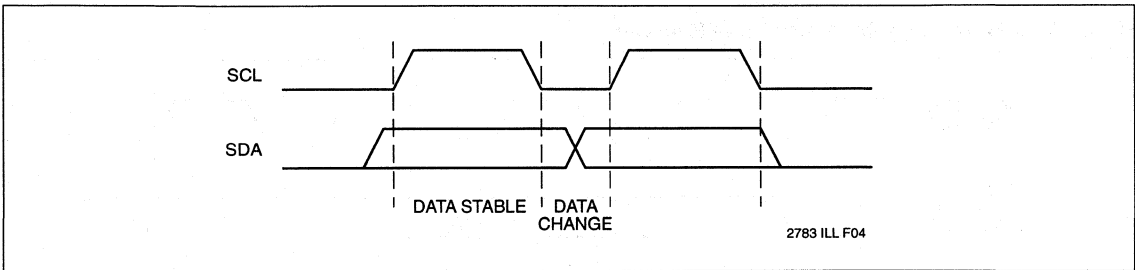 SCL
SDA
DATA STABLE
DATA
CHANGE
2783 ILL F04